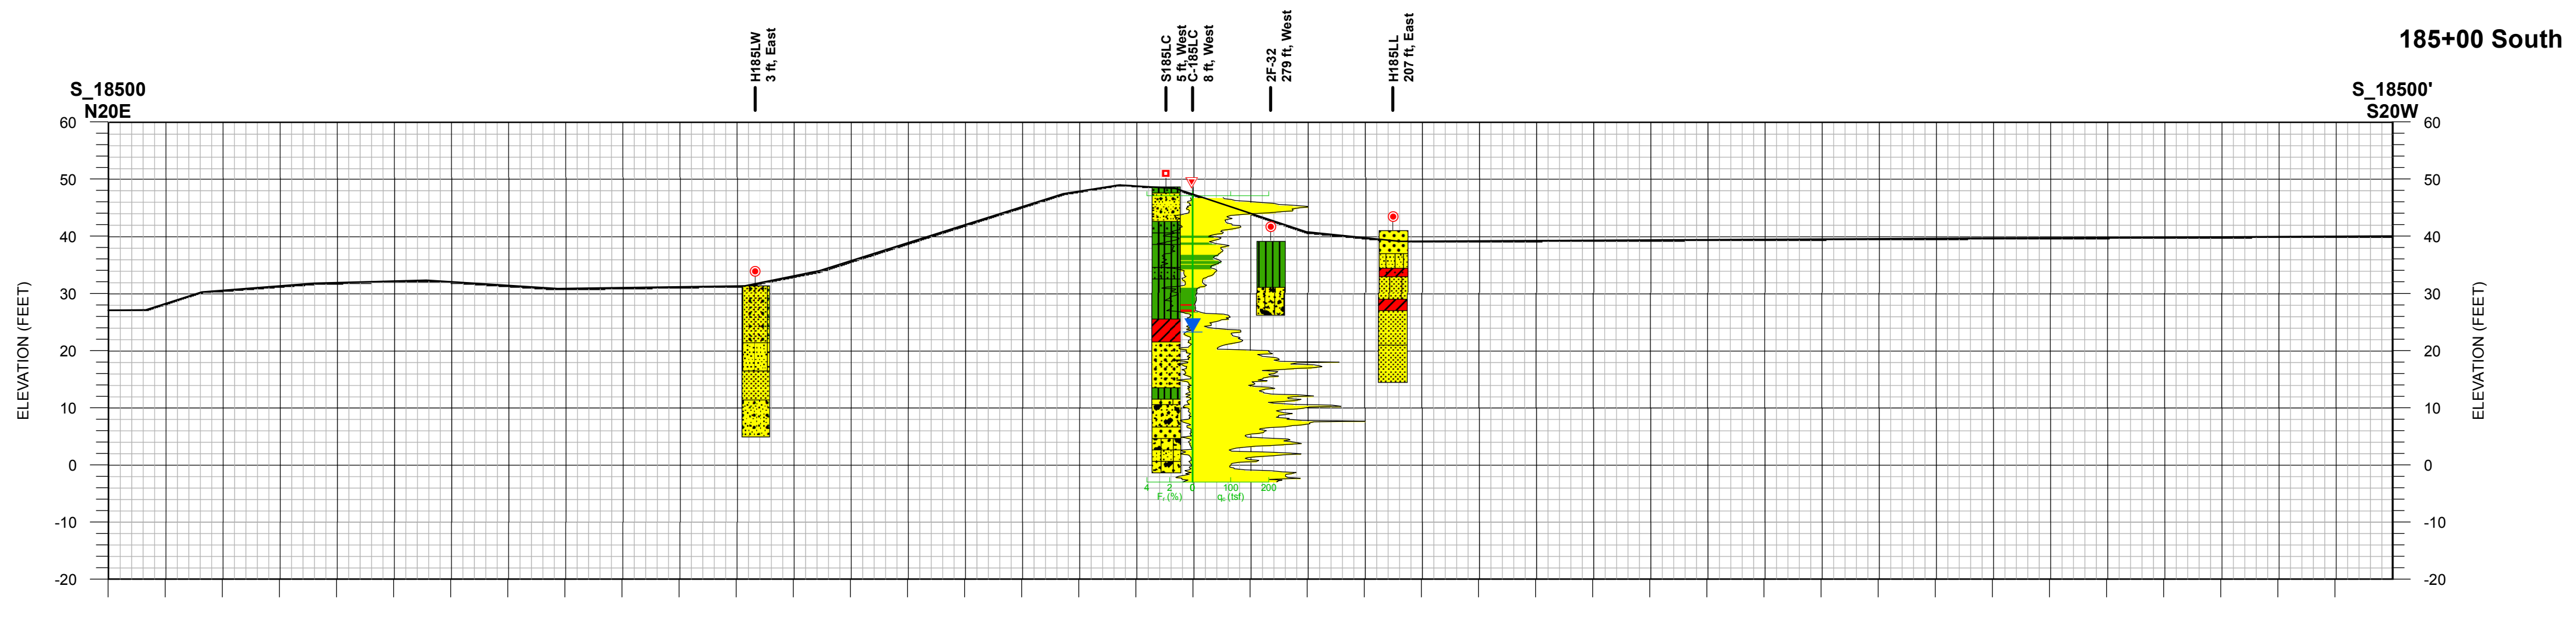 185+00 South
H185LW
3 ft, East
S185LC
5 ft, West
C-185LC
8 ft, West
2F-32
279 ft, West
H185LL
207 ft, East
S_18500
N20E
S_18500'
S20W
ELEVATION (FEET)
60
50
40
30
20
10
0
-10
-20
4 2 0 100 200
Fr (%) qc (tsf)
60
50
40
30
20
10
0
-10
-20
ELEVATION (FEET)